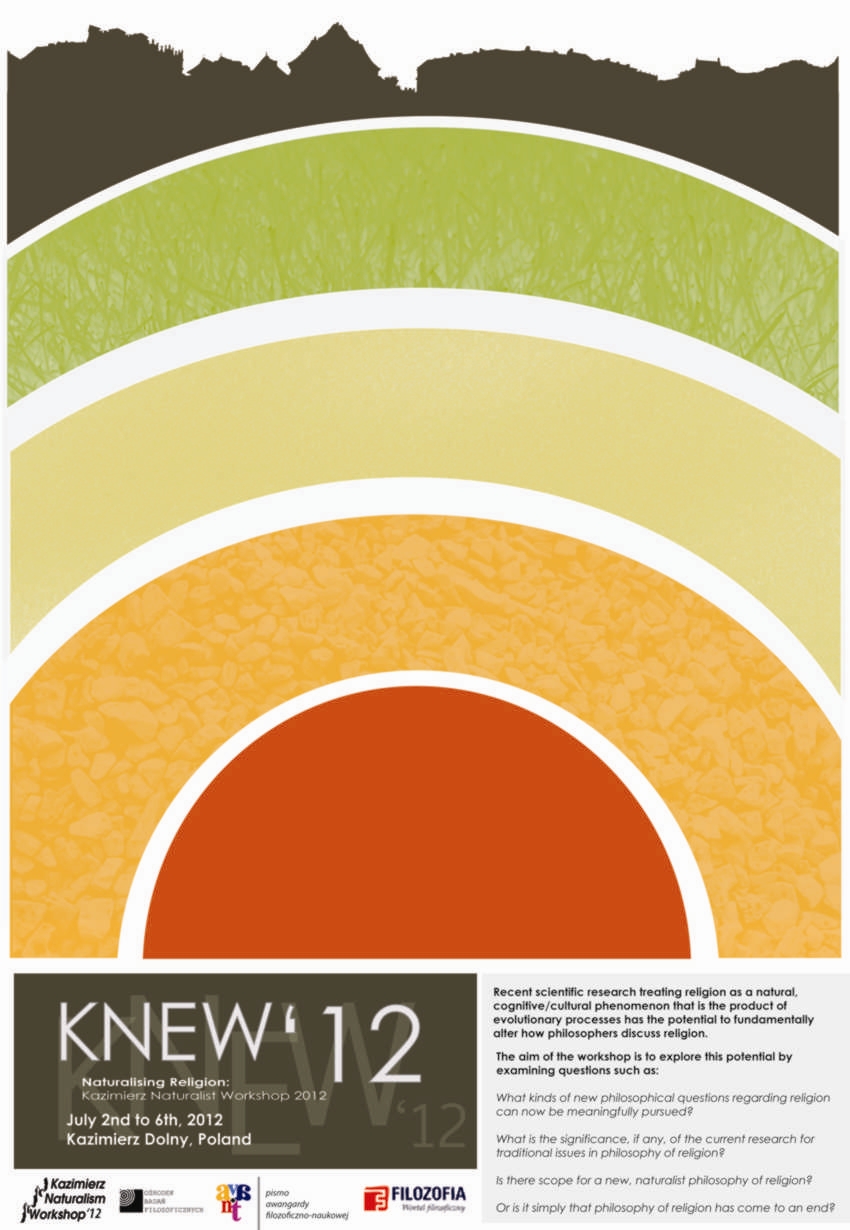 KNEW '12
Naturalising Religion:
Kazimierz Naturalist Workshop 2012
July 2nd to 6th, 2012
Kazimierz Dolny, Poland
'12
Recent scientific research treating religion as a natural,
cognitive/cultural phenomenon that is the product of
evolutionary processes has the potential to fundamentally
alter how philosophers discuss religion.
The aim of the workshop is to explore this potential by
examining questions such as:
What kinds of new philosophical questions regarding religion
can now be meaningfully pursued?
What is the significance, if any, of the current research for
traditional issues in philosophy of religion?
Is there scope for a new, naturalist philosophy of religion?
Or is it simply that philosophy of religion has come to an end?
Kazimierz
Naturalism
Workshop'12
OŚRODEK
BADAŃ
FILOZOFICZNYCH
avant
pismo
awangardy
filozoficzno-naukowej
FILOZOFIA
Wortal filozoficzny